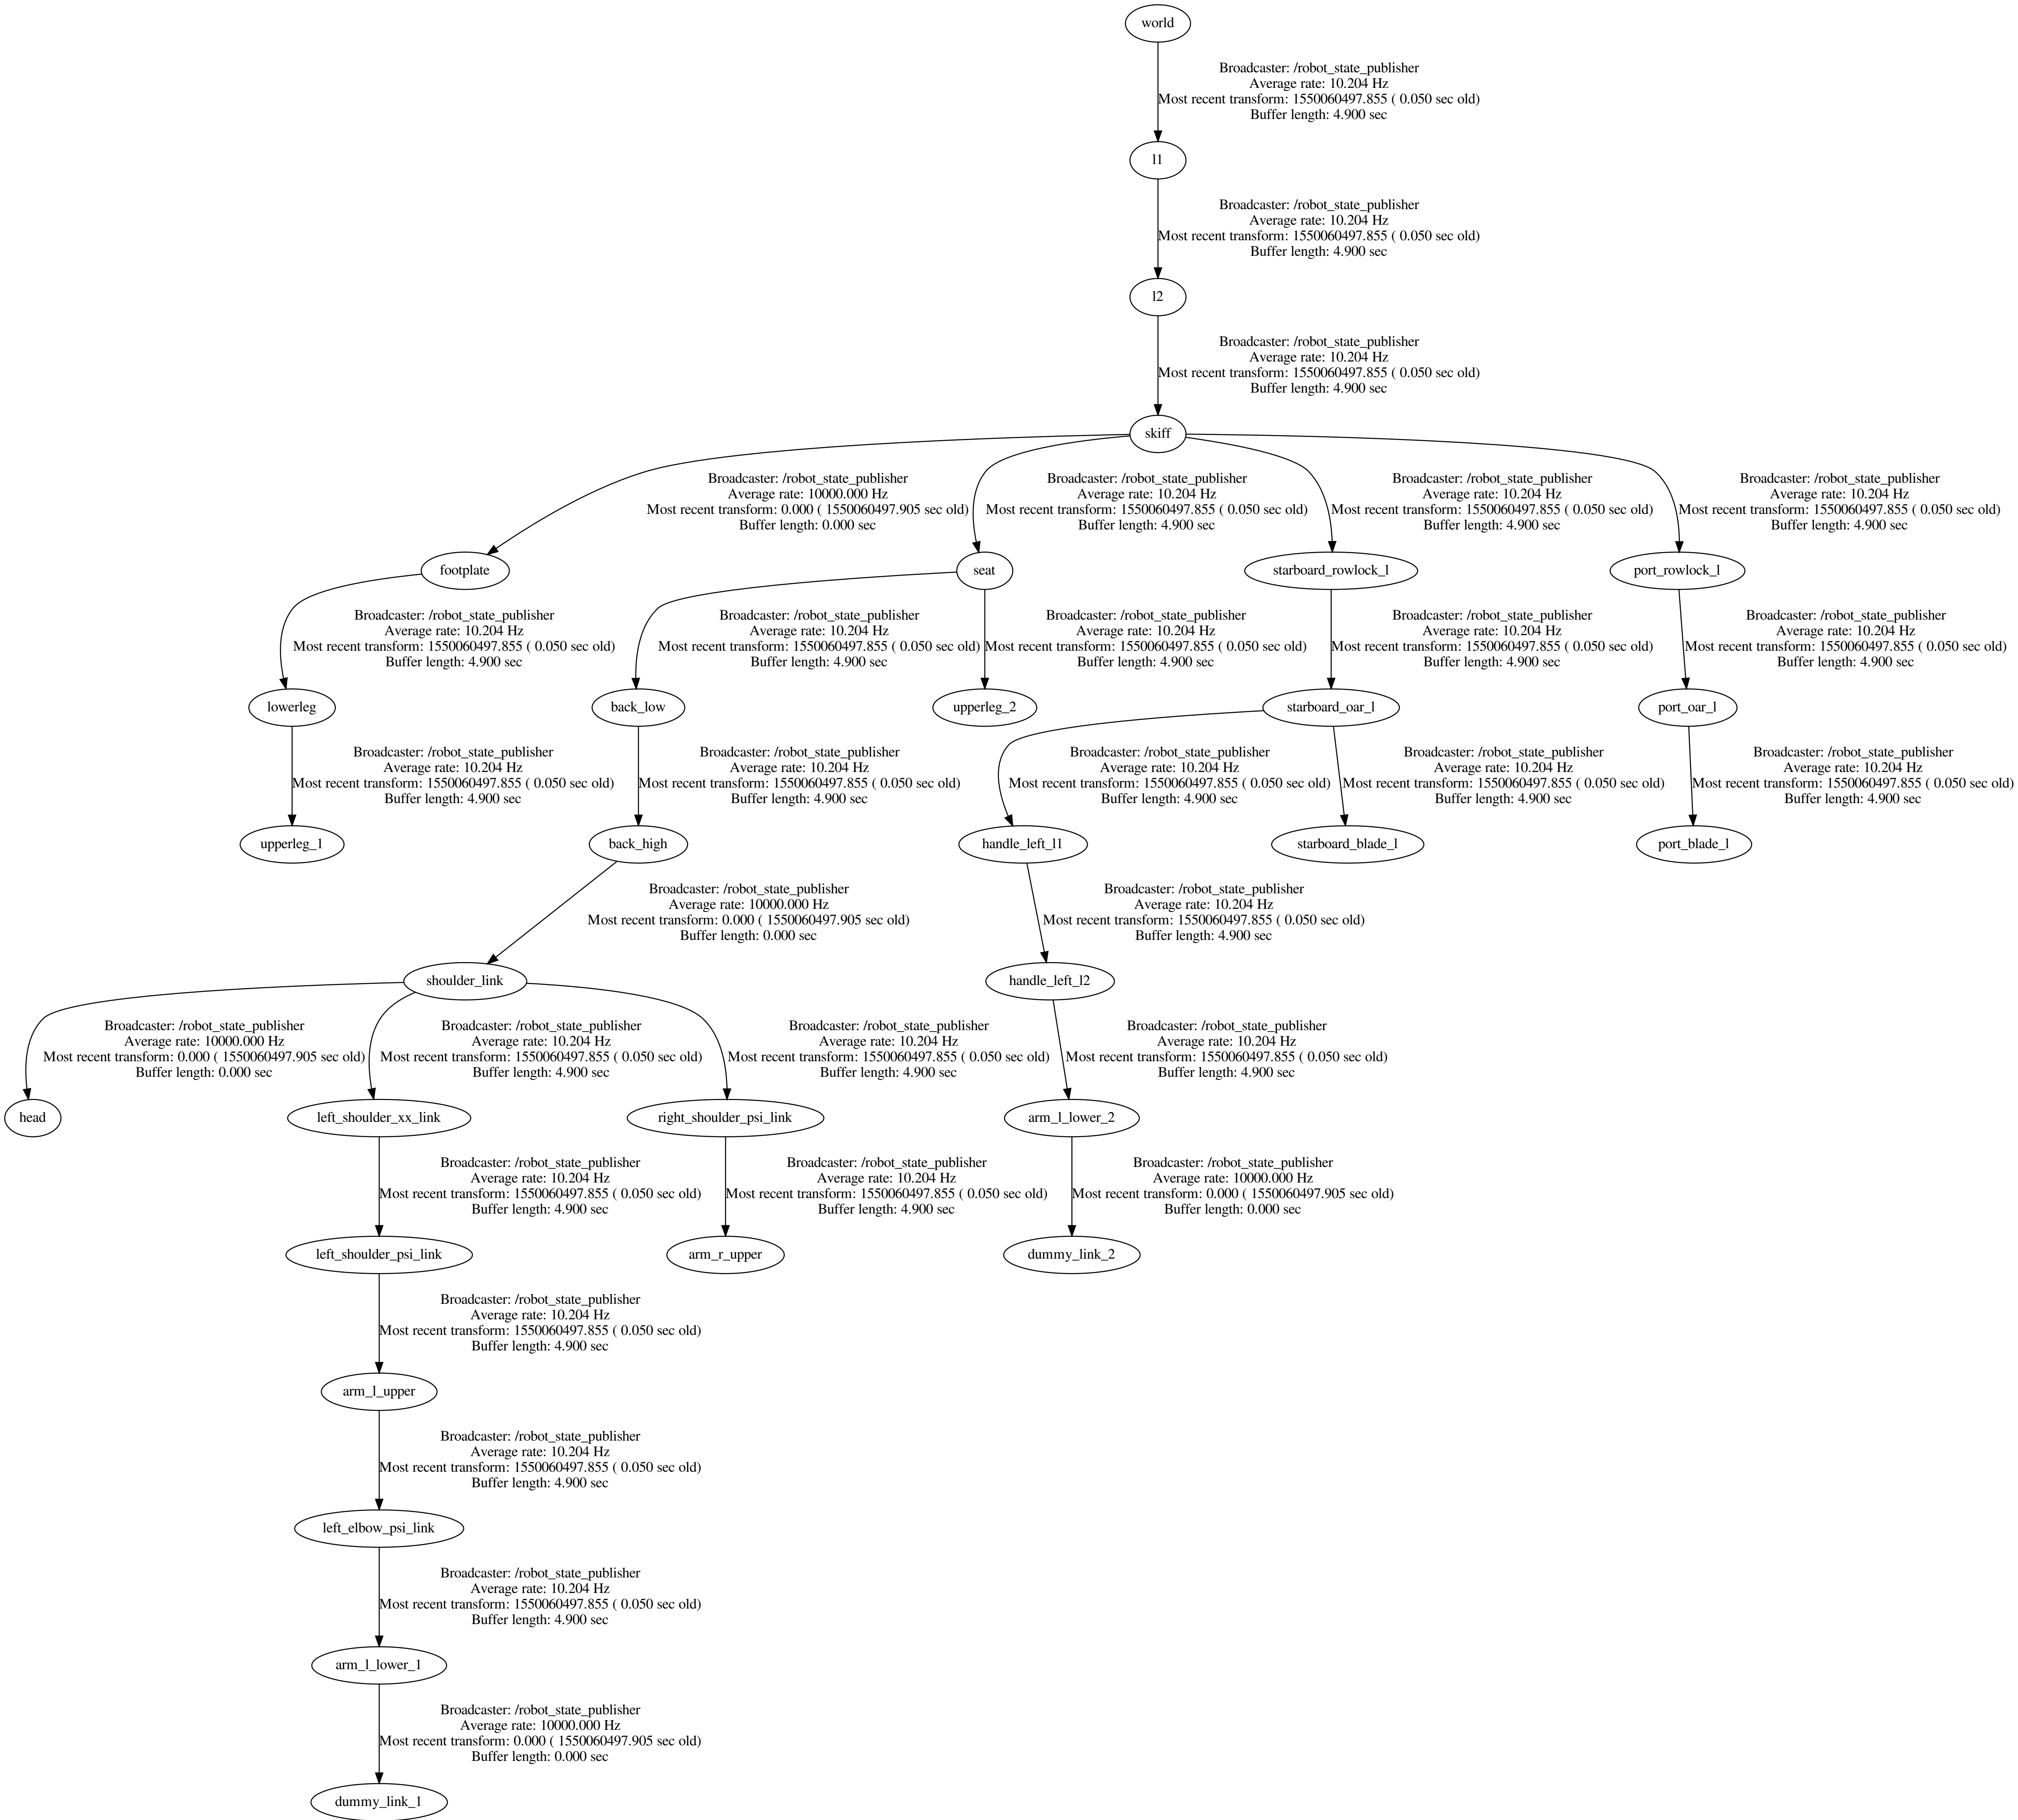 world
Broadcaster: /robot_state_publisher
Average rate: 10.204 Hz
Most recent transform: 1550060497.855 ( 0.050 sec old)
Buffer length: 4.900 sec
l1
Broadcaster: /robot_state_publisher
Average rate: 10.204 Hz
Most recent transform: 1550060497.855 ( 0.050 sec old)
Buffer length: 4.900 sec
l2
Broadcaster: /robot_state_publisher
Average rate: 10.204 Hz
Most recent transform: 1550060497.855 ( 0.050 sec old)
Buffer length: 4.900 sec
skiff
Broadcaster: /robot_state_publisher
Average rate: 10000.000 Hz
Most recent transform: 0.000 ( 1550060497.905 sec old)
Buffer length: 0.000 sec
Broadcaster: /robot_state_publisher
Average rate: 10.204 Hz
Most recent transform: 1550060497.855 ( 0.050 sec old)
Buffer length: 4.900 sec
Broadcaster: /robot_state_publisher
Average rate: 10.204 Hz
Most recent transform: 1550060497.855 ( 0.050 sec old)
Buffer length: 4.900 sec
Broadcaster: /robot_state_publisher
Average rate: 10.204 Hz
Most recent transform: 1550060497.855 ( 0.050 sec old)
Buffer length: 4.900 sec
footplate
seat
starboard_rowlock_l
port_rowlock_l
Broadcaster: /robot_state_publisher
Average rate: 10.204 Hz
Most recent transform: 1550060497.855 ( 0.050 sec old)
Buffer length: 4.900 sec
Broadcaster: /robot_state_publisher
Average rate: 10.204 Hz
Most recent transform: 1550060497.855 ( 0.050 sec old)
Buffer length: 4.900 sec
Broadcaster: /robot_state_publisher
Average rate: 10.204 Hz
Most recent transform: 1550060497.855 ( 0.050 sec old)
Buffer length: 4.900 sec
Broadcaster: /robot_state_publisher
Average rate: 10.204 Hz
Most recent transform: 1550060497.855 ( 0.050 sec old)
Buffer length: 4.900 sec
Broadcaster: /robot_state_publisher
Average rate: 10.204 Hz
Most recent transform: 1550060497.855 ( 0.050 sec old)
Buffer length: 4.900 sec
lowerleg
back_low
upperleg_2
starboard_oar_l
port_oar_l
Broadcaster: /robot_state_publisher
Average rate: 10.204 Hz
Most recent transform: 1550060497.855 ( 0.050 sec old)
Buffer length: 4.900 sec
Broadcaster: /robot_state_publisher
Average rate: 10.204 Hz
Most recent transform: 1550060497.855 ( 0.050 sec old)
Buffer length: 4.900 sec
Broadcaster: /robot_state_publisher
Average rate: 10.204 Hz
Most recent transform: 1550060497.855 ( 0.050 sec old)
Buffer length: 4.900 sec
Broadcaster: /robot_state_publisher
Average rate: 10.204 Hz
Most recent transform: 1550060497.855 ( 0.050 sec old)
Buffer length: 4.900 sec
Broadcaster: /robot_state_publisher
Average rate: 10.204 Hz
Most recent transform: 1550060497.855 ( 0.050 sec old)
Buffer length: 4.900 sec
upperleg_1
back_high
handle_left_l1
starboard_blade_l
port_blade_l
Broadcaster: /robot_state_publisher
Average rate: 10000.000 Hz
Most recent transform: 0.000 ( 1550060497.905 sec old)
Buffer length: 0.000 sec
Broadcaster: /robot_state_publisher
Average rate: 10.204 Hz
Most recent transform: 1550060497.855 ( 0.050 sec old)
Buffer length: 4.900 sec
shoulder_link
handle_left_l2
Broadcaster: /robot_state_publisher
Average rate: 10000.000 Hz
Most recent transform: 0.000 ( 1550060497.905 sec old)
Buffer length: 0.000 sec
Broadcaster: /robot_state_publisher
Average rate: 10.204 Hz
Most recent transform: 1550060497.855 ( 0.050 sec old)
Buffer length: 4.900 sec
Broadcaster: /robot_state_publisher
Average rate: 10.204 Hz
Most recent transform: 1550060497.855 ( 0.050 sec old)
Buffer length: 4.900 sec
Broadcaster: /robot_state_publisher
Average rate: 10.204 Hz
Most recent transform: 1550060497.855 ( 0.050 sec old)
Buffer length: 4.900 sec
head
left_shoulder_xx_link
right_shoulder_psi_link
arm_l_lower_2
Broadcaster: /robot_state_publisher
Average rate: 10.204 Hz
Most recent transform: 1550060497.855 ( 0.050 sec old)
Buffer length: 4.900 sec
Broadcaster: /robot_state_publisher
Average rate: 10.204 Hz
Most recent transform: 1550060497.855 ( 0.050 sec old)
Buffer length: 4.900 sec
Broadcaster: /robot_state_publisher
Average rate: 10000.000 Hz
Most recent transform: 0.000 ( 1550060497.905 sec old)
Buffer length: 0.000 sec
left_shoulder_psi_link
arm_r_upper
dummy_link_2
Broadcaster: /robot_state_publisher
Average rate: 10.204 Hz
Most recent transform: 1550060497.855 ( 0.050 sec old)
Buffer length: 4.900 sec
arm_l_upper
Broadcaster: /robot_state_publisher
Average rate: 10.204 Hz
Most recent transform: 1550060497.855 ( 0.050 sec old)
Buffer length: 4.900 sec
left_elbow_psi_link
Broadcaster: /robot_state_publisher
Average rate: 10.204 Hz
Most recent transform: 1550060497.855 ( 0.050 sec old)
Buffer length: 4.900 sec
arm_l_lower_1
Broadcaster: /robot_state_publisher
Average rate: 10000.000 Hz
Most recent transform: 0.000 ( 1550060497.905 sec old)
Buffer length: 0.000 sec
dummy_link_1